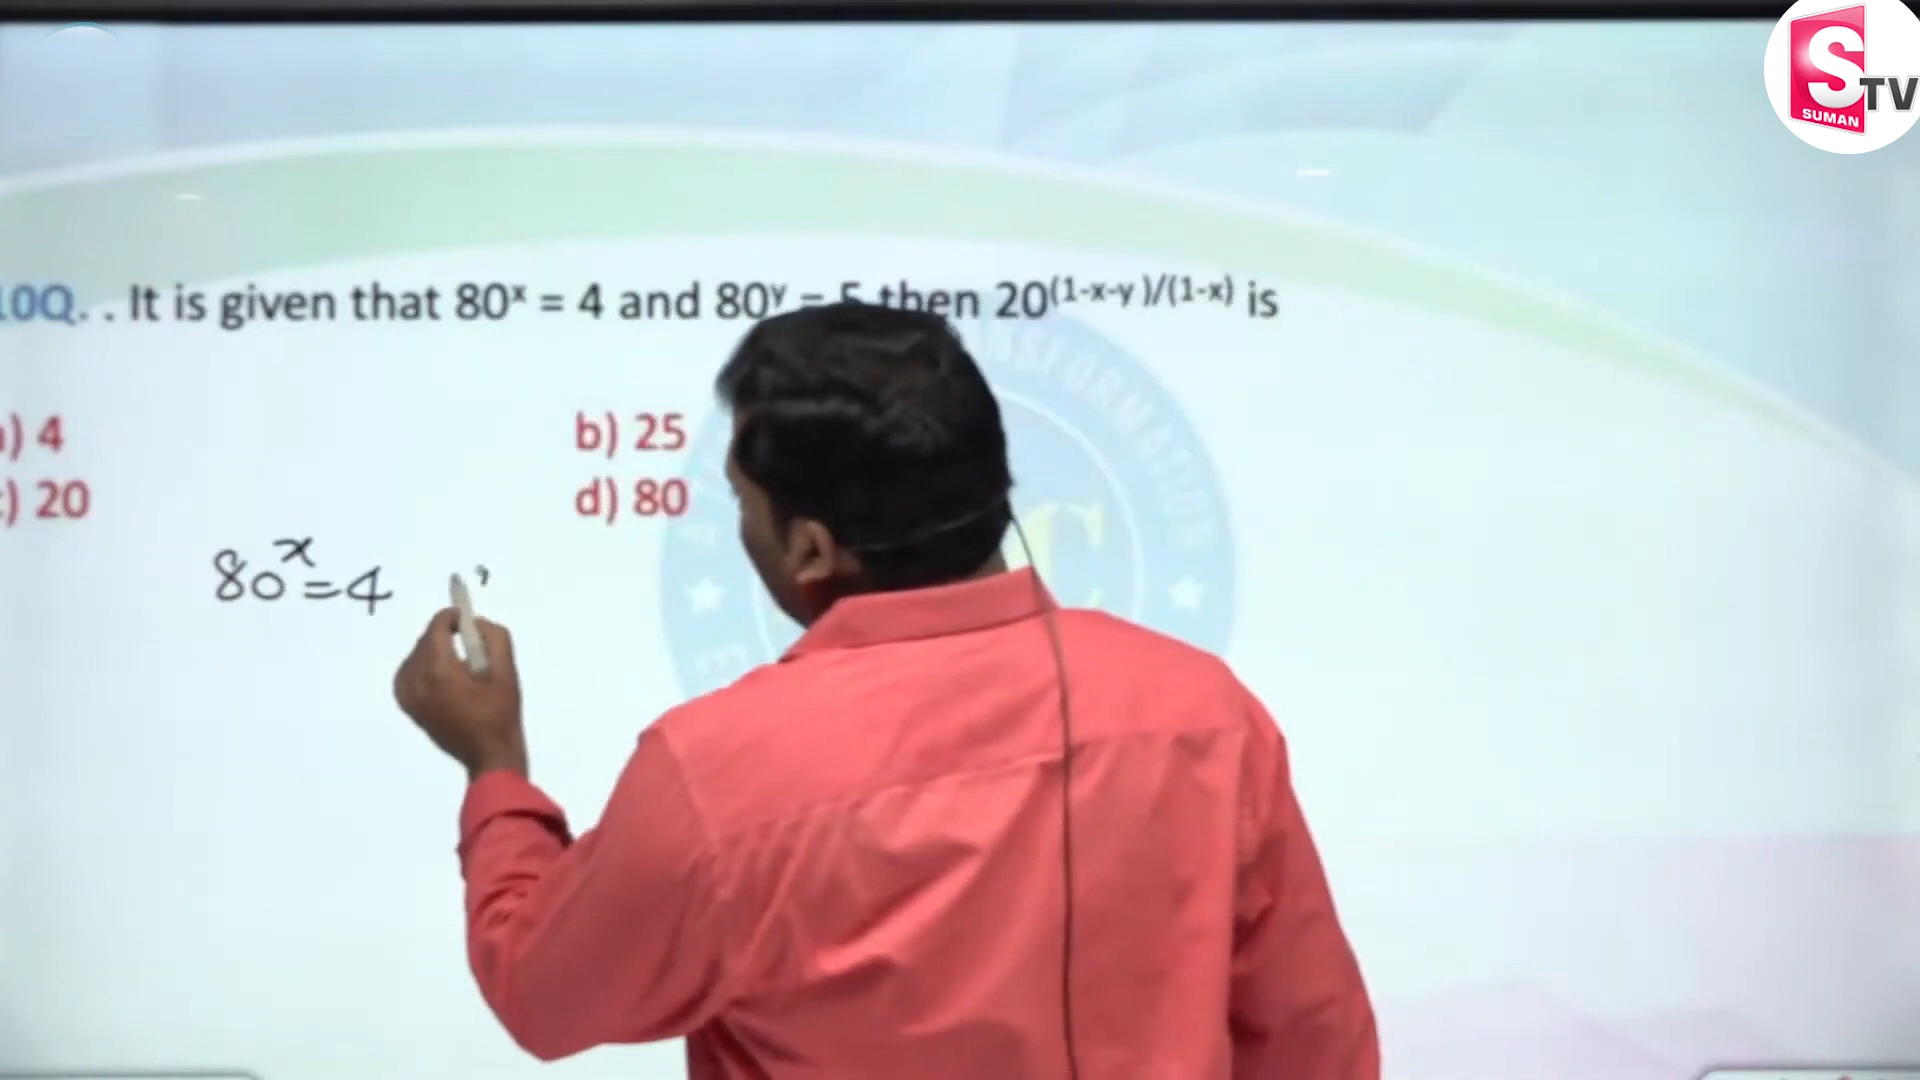 S
TV
SUMAN
10Q. . It is given that 80ˣ = 4 and 80ʸ = 5 then 20⁽¹⁻ˣ⁻ʸ ⁾/⁽¹⁻ˣ⁾ is
) 4
b) 25
) 20
d) 80
80ˣ=4